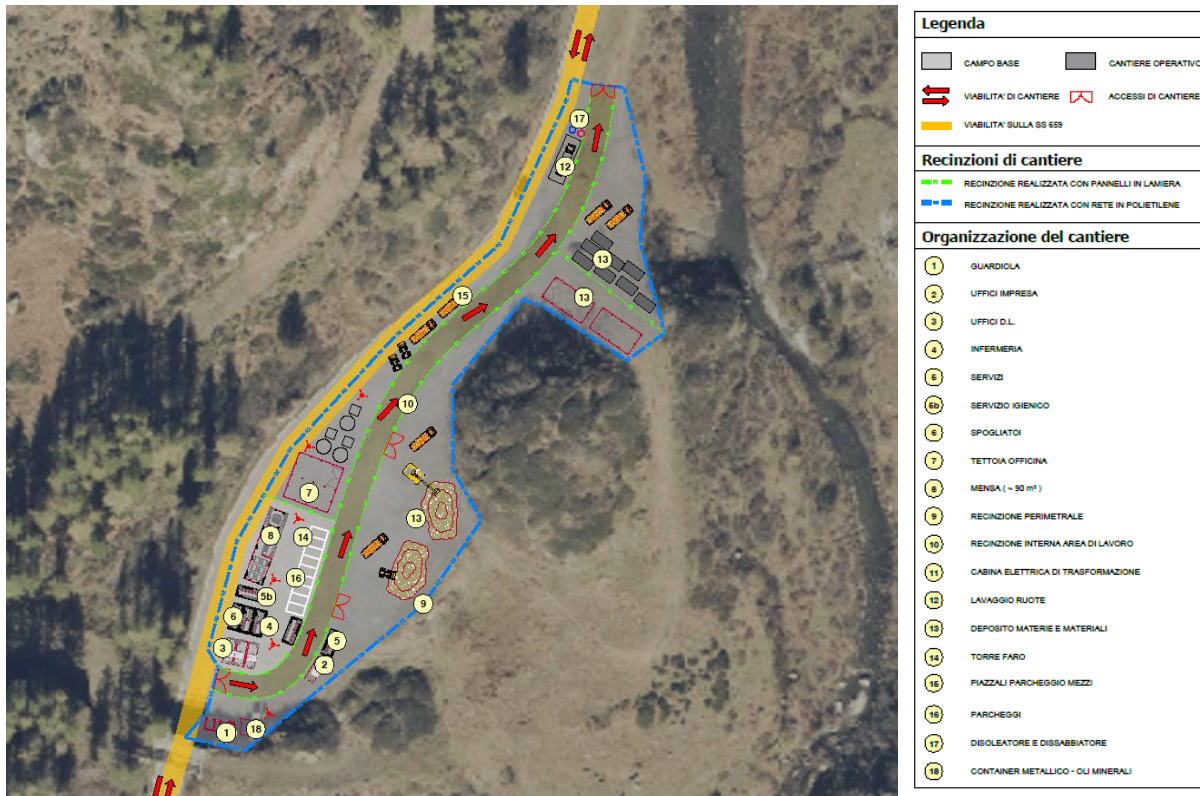 17
12
13
13
15
10
7
13
8
14
16
5b
9
6
4
5
3
2
1
18
Legenda
CAMPO BASE
CANTIERE OPERATIVO
VIABILITA' DI CANTIERE
ACCESSI DI CANTIERE
VIABILITA' SULLA SS 659
Recinzioni di cantiere
RECINZIONE REALIZZATA CON PANNELLI IN LAMIERA
RECINZIONE REALIZZATA CON RETE IN POLIETILENE
Organizzazione del cantiere
1 GUARDIOLA
2 UFFICI IMPRESA
3 UFFICI D.L.
4 INFERMERIA
5 SERVIZI
5b SERVIZIO IGIENICO
6 SPOGLIATOI
7 TETTOIA OFFICINA
8 MENSA ( ~ 90 m² )
9 RECINZIONE PERIMETRALE
10 RECINZIONE INTERNA AREA DI LAVORO
11 CABINA ELETTRICA DI TRASFORMAZIONE
12 LAVAGGIO RUOTE
13 DEPOSITO MATERIE E MATERIALI
14 TORRE FARO
15 PIAZZALI PARCHEGGIO MEZZI
16 PARCHEGGI
17 DISOLEATORE E DISSABBIATORE
18 CONTAINER METALLICO - OLI MINERALI